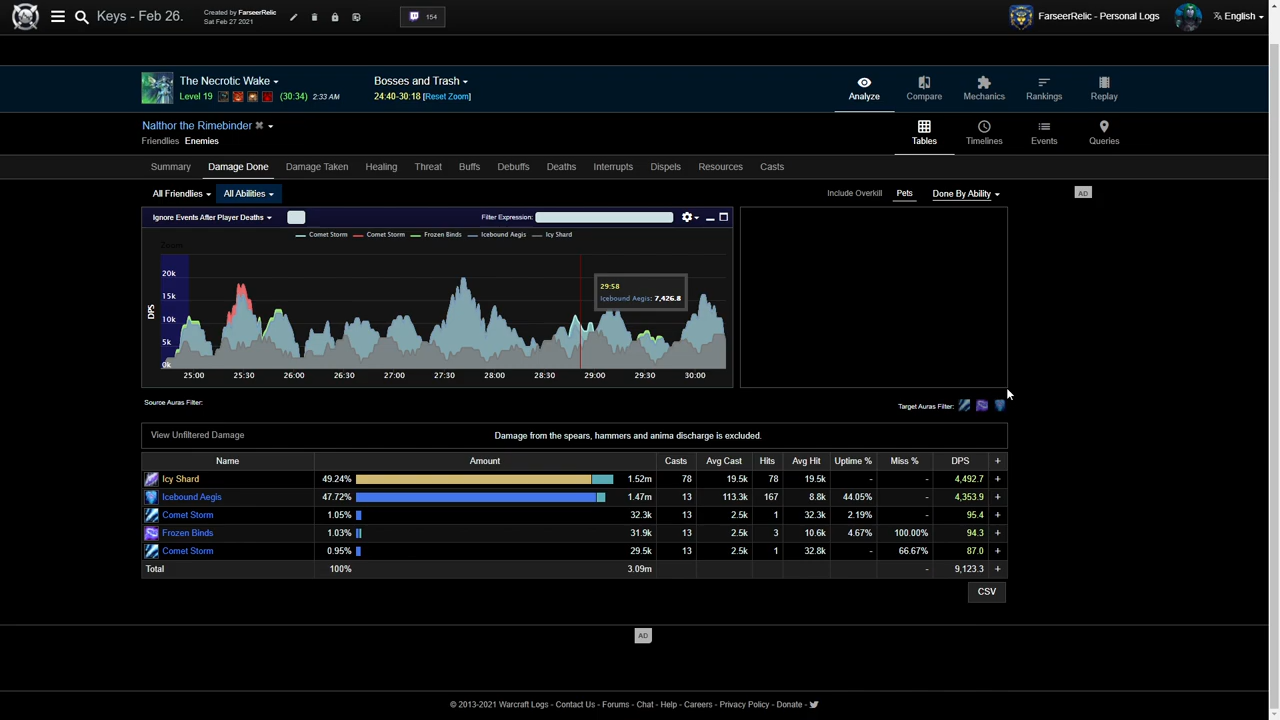 Keys - Feb 26.
Created by FarseerRelic
Sat Feb 27 2021
154
FarseerRelic - Personal Logs
English
The Necrotic Wake
Level 19 (30:34) 2:33 AM
Bosses and Trash
24:40-30:18 [Reset Zoom]
Analyze
Compare
Mechanics
Rankings
Replay
Nalthor the Rimebinder
Friendlies Enemies
Tables
Timelines
Events
Queries
Summary Damage Done Damage Taken Healing Threat Buffs Debuffs Deaths Interrupts Dispels Resources Casts
All Friendlies All Abilities
Include Overkill Pets Done By Ability
AD
Ignore Events After Player Deaths
Filter Expression:
Comet Storm Comet Storm Frozen Binds Icebound Aegis Icy Shard
Zoom
DPS
20k
15k
10k
5k
0k
29:58
Icebound Aegis: 7,426.8
25:00 25:30 26:00 26:30 27:00 27:30 28:00 28:30 29:00 29:30 30:00
Source Auras Filter:
Target Auras Filter:
View Unfiltered Damage
Damage from the spears, hammers and anima discharge is excluded.
Name Amount Casts Avg Cast Hits Avg Hit Uptime % Miss % DPS +
Icy Shard 49.24% 1.52m 78 19.5k 78 19.5k - - 4,492.7 +
Icebound Aegis 47.72% 1.47m 13 113.3k 167 8.8k 44.05% - 4,353.9 +
Comet Storm 1.05% 32.3k 13 2.5k 1 32.3k 2.19% - 95.4 +
Frozen Binds 1.03% 31.9k 13 2.5k 3 10.6k 4.67% 100.00% 94.3 +
Comet Storm 0.95% 29.5k 13 2.5k 1 32.8k - 66.67% 87.0 +
Total 100% 3.09m - 9,123.3 +
CSV
AD
© 2013-2021 Warcraft Logs - Contact Us - Forums - Chat - Help - Careers - Privacy Policy - Donate -